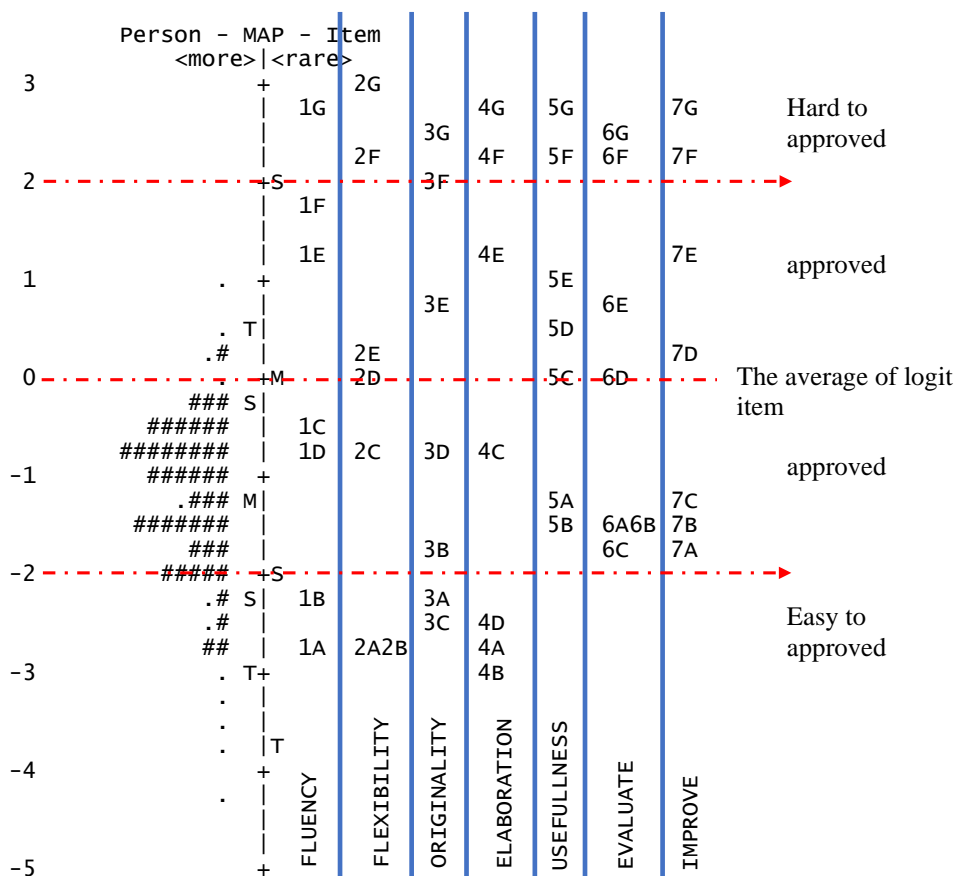 Person - MAP - Item
<more>|<rare>
3 + 2G
| 1G 4G 5G 7G Hard to
| 3G 6G approved
| 2F 4F 5F 6F 7F
2 +S 3F
| 1F
|
| 1E 4E 7E approved
1 . + 5E
| 3E 6E
. T| 5D
.# | 2E 7D
0 . +M 2D 5C 6D The average of logit
### S| item
###### | 1C
######## | 1D 2C 3D 4C
-1 ###### + approved
.### M| 5A 7C
####### | 5B 6A6B 7B
### | 3B 6C 7A
-2 ##### +S
.# S| 1B 3A Easy to
.# | 3C 4D
## | 1A 2A2B 4A approved
-3 . T+ 4B
. |
. |
. |T
-4 +
. |
|
|
-5 +
FLUENCY
FLEXIBILITY
ORIGINALITY
ELABORATION
USEFULLNESS
EVALUATE
IMPROVE